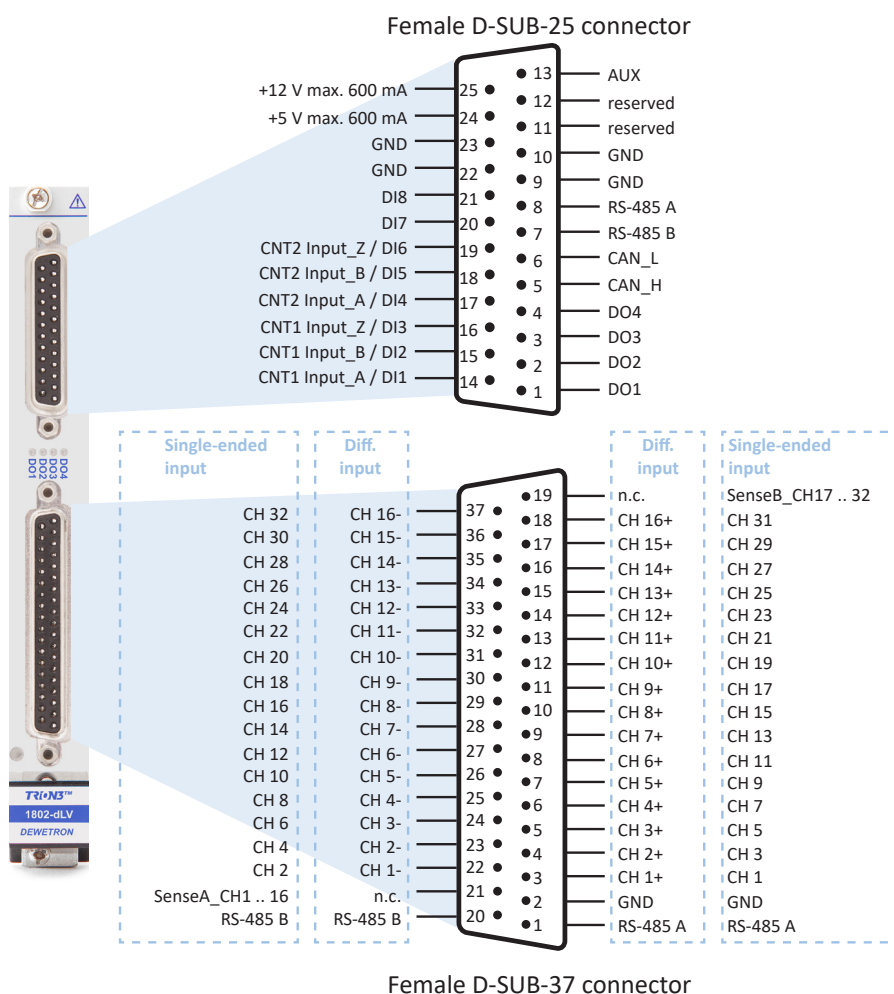 Female D-SUB-25 connector
+12 V max. 600 mA 25 13 AUX
+5 V max. 600 mA 24 12 reserved
GND 23 11 reserved
GND 22 10 GND
DI8 21 9 GND
DI7 20 8 RS-485 A
CNT2 Input_Z / DI6 19 7 RS-485 B
CNT2 Input_B / DI5 18 6 CAN_L
CNT2 Input_A / DI4 17 5 CAN_H
CNT1 Input_Z / DI3 16 4 DO4
CNT1 Input_B / DI2 15 3 DO3
CNT1 Input_A / DI1 14 2 DO2
1 DO1
DO1
DO2
DO3
DO4
Single-ended input
Diff. input
Diff. input
Single-ended input
19 n.c. SenseB_CH17 .. 32
CH 32 CH 16- 37 18 CH 16+ CH 31
CH 30 CH 15- 36 17 CH 15+ CH 29
CH 28 CH 14- 35 16 CH 14+ CH 27
CH 26 CH 13- 34 15 CH 13+ CH 25
CH 24 CH 12- 33 14 CH 12+ CH 23
CH 22 CH 11- 32 13 CH 11+ CH 21
CH 20 CH 10- 31 12 CH 10+ CH 19
CH 18 CH 9- 30 11 CH 9+ CH 17
CH 16 CH 8- 29 10 CH 8+ CH 15
CH 14 CH 7- 28 9 CH 7+ CH 13
CH 12 CH 6- 27 8 CH 6+ CH 11
CH 10 CH 5- 26 7 CH 5+ CH 9
CH 8 CH 4- 25 6 CH 4+ CH 7
CH 6 CH 3- 24 5 CH 3+ CH 5
CH 4 CH 2- 23 4 CH 2+ CH 3
CH 2 CH 1- 22 3 CH 1+ CH 1
SenseA_CH1 .. 16 n.c. 21 2 GND GND
RS-485 B RS-485 B 20 1 RS-485 A RS-485 A
TRION3™
1802-dLV
DEWETRON
Female D-SUB-37 connector